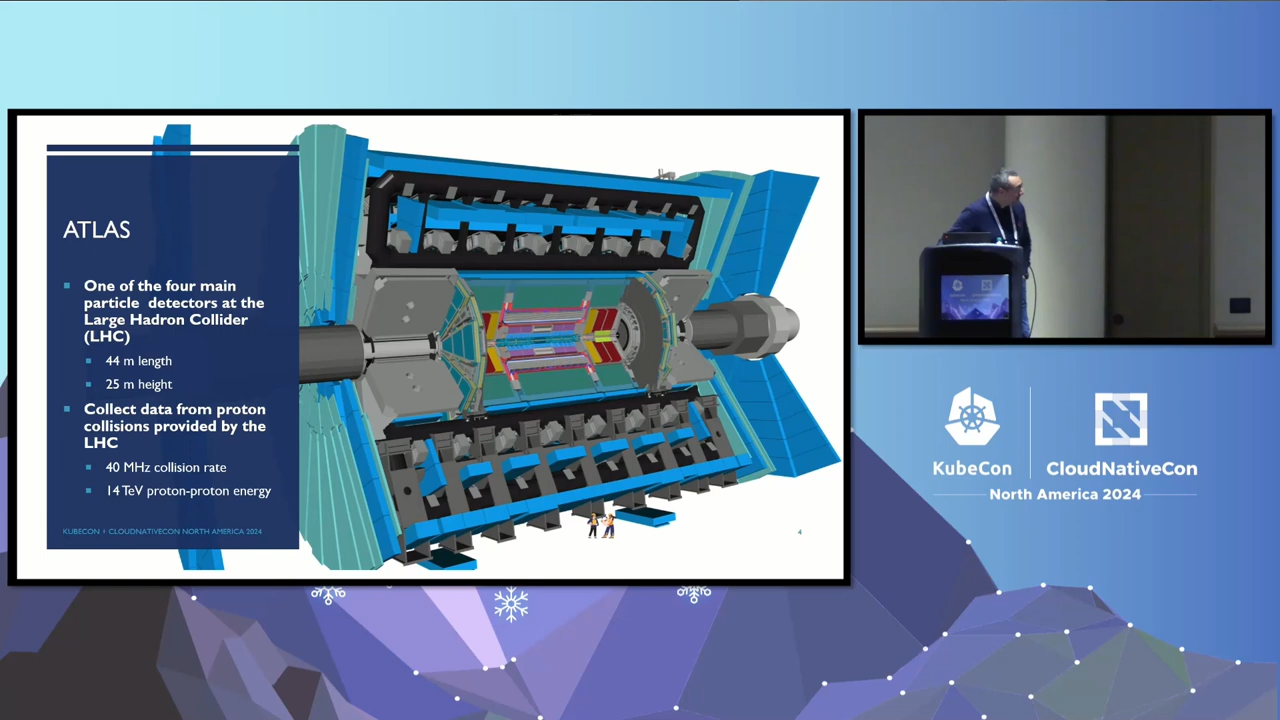 ATLAS
One of the four main
particle detectors at the
Large Hadron Collider
(LHC)
44 m length
25 m height
Collect data from proton
collisions provided by the
LHC
40 MHz collision rate
14 TeV proton-proton energy
KUBECON + CLOUDNATIVECON NORTH AMERICA 2024
4
KubeCon
CloudNativeCon
North America 2024